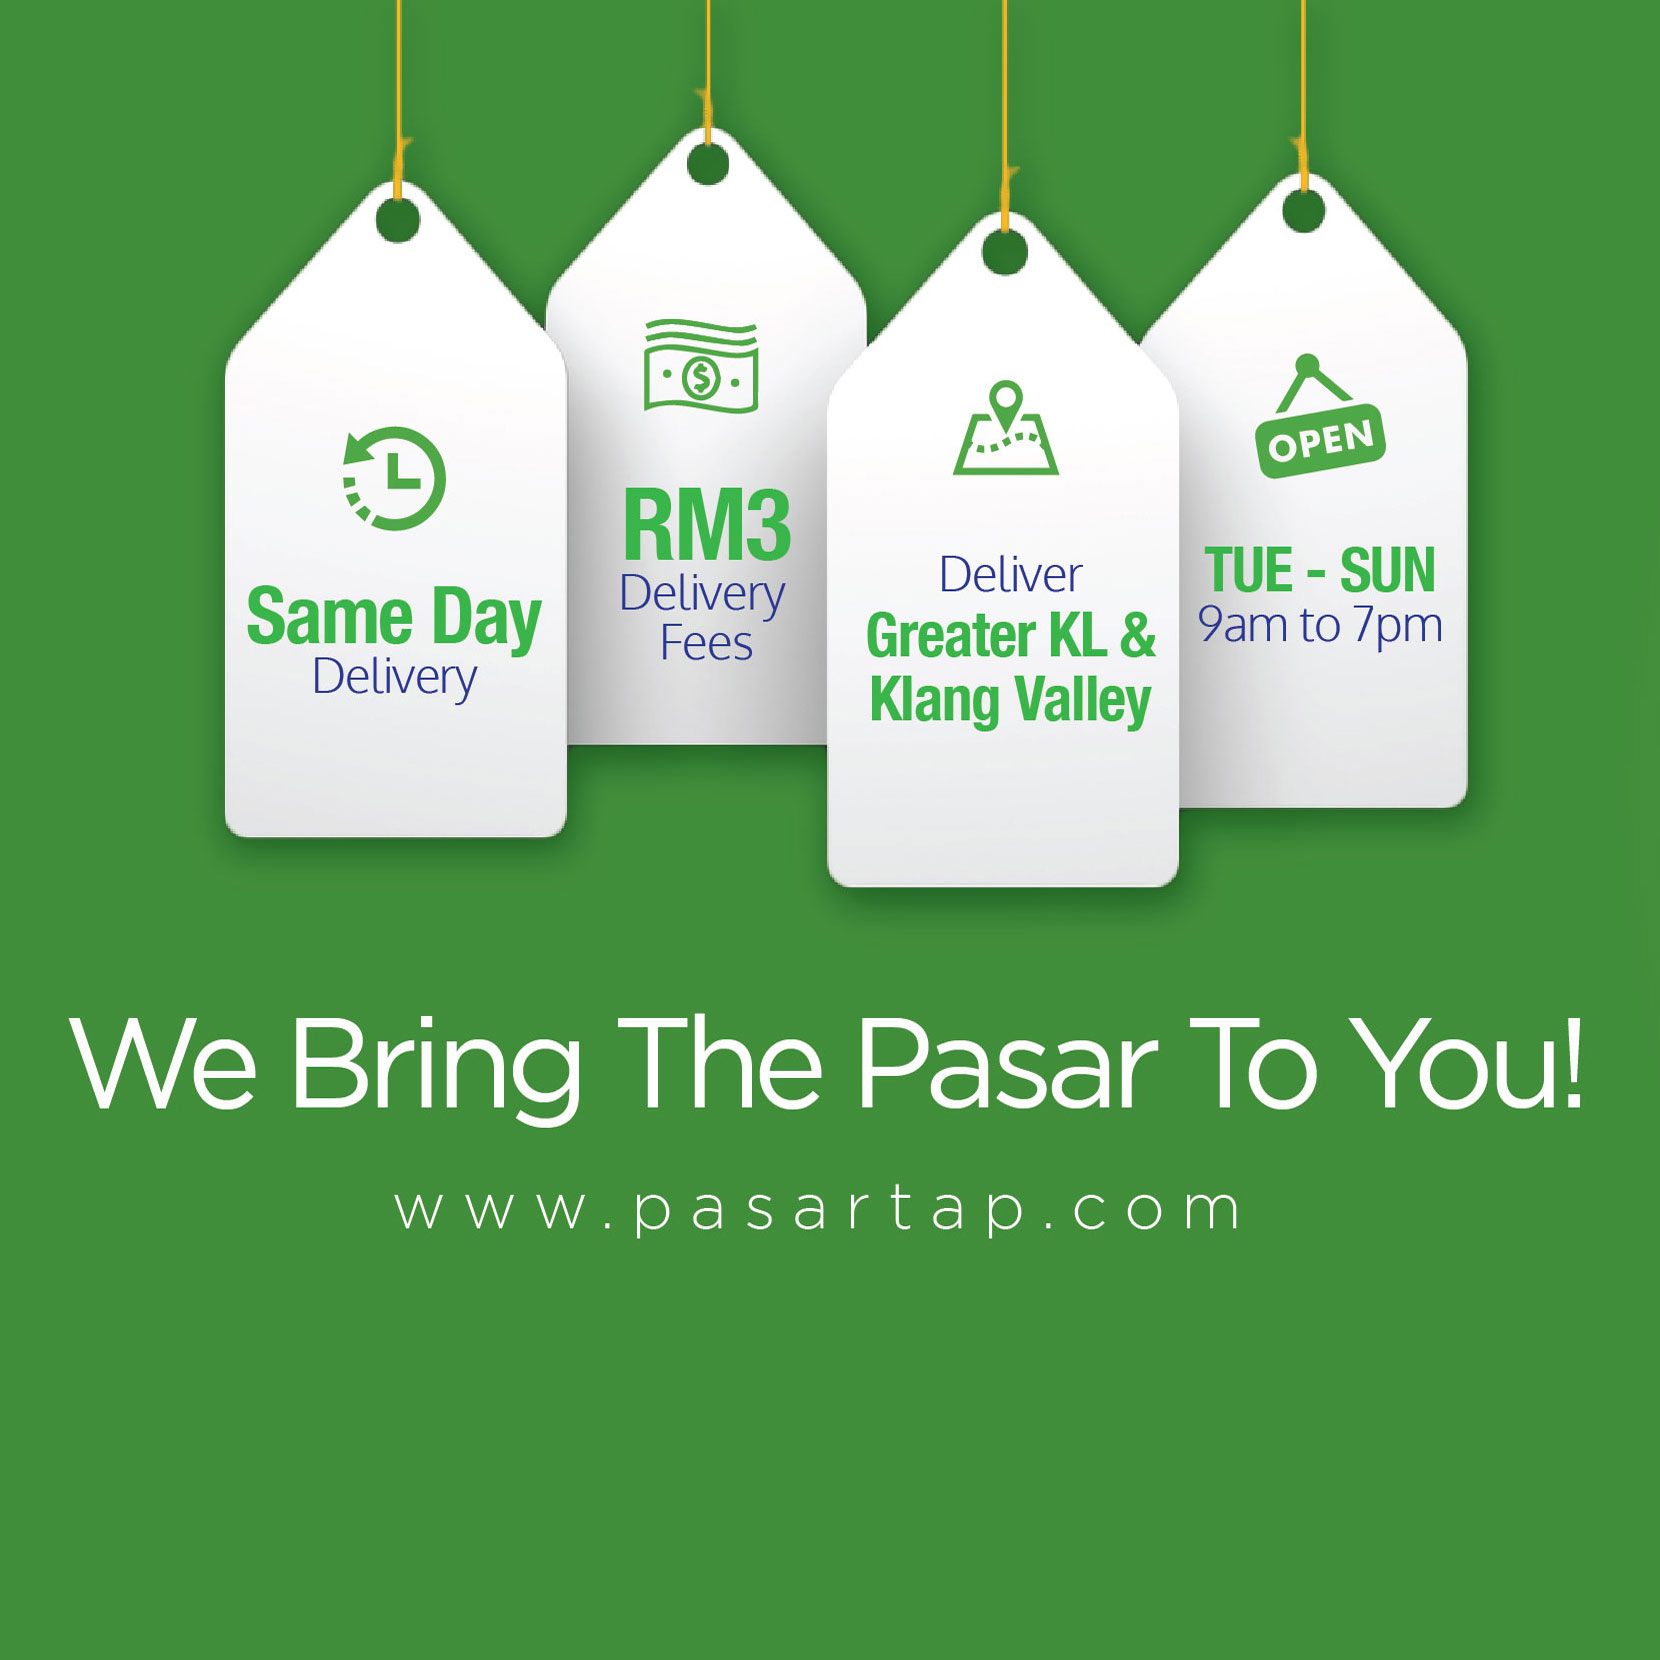 Same Day
Delivery
$
RM3
Delivery
Fees
Deliver
Greater KL &
Klang Valley
OPEN
TUE - SUN
9am to 7pm
We Bring The Pasar To You!
www.pasartap.com